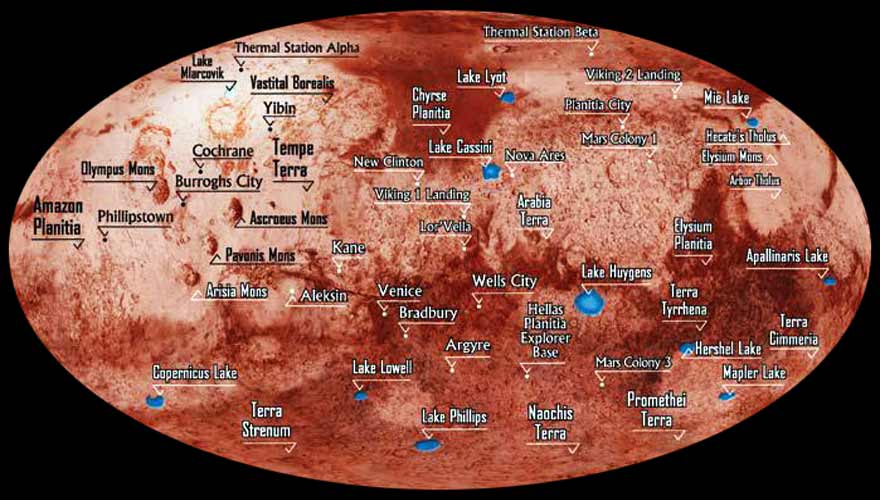 Thermal Station Beta
Thermal Station Alpha
Lake
Mlarcovik
Vastital Borealis
Lake Lyot
Viking 2 Landing
Chyrse
Planitia
Yibin
Planitia City
Mie Lake
Cochrane
Tempe
Terra
Lake Cassini
Nova Ares
Mars Colony 1
Hecate's Tholus
Elysium Mons
Olympus Mons
Burroghs City
New Clinton
Arbor Tholus
Viking 1 Landing
Amazon
Planitia
Phillipstown
Ascroeus Mons
Lor'Vella
Arabia
Terra
Elysium
Planitia
Pavonis Mons
Kane
Apallinaris Lake
Arisia Mons
Aleksin
Venice
Wells City
Lake Huygens
Bradbury
Terra
Tyrrhena
Hellas
Planitia
Explorer
Base
Argyre
Terra
Cimmeria
Hershel Lake
Mars Colony 3
Copernicus Lake
Lake Lowell
Mapler Lake
Terra
Strenum
Lake Phillips
Naochis
Terra
Promethei
Terra